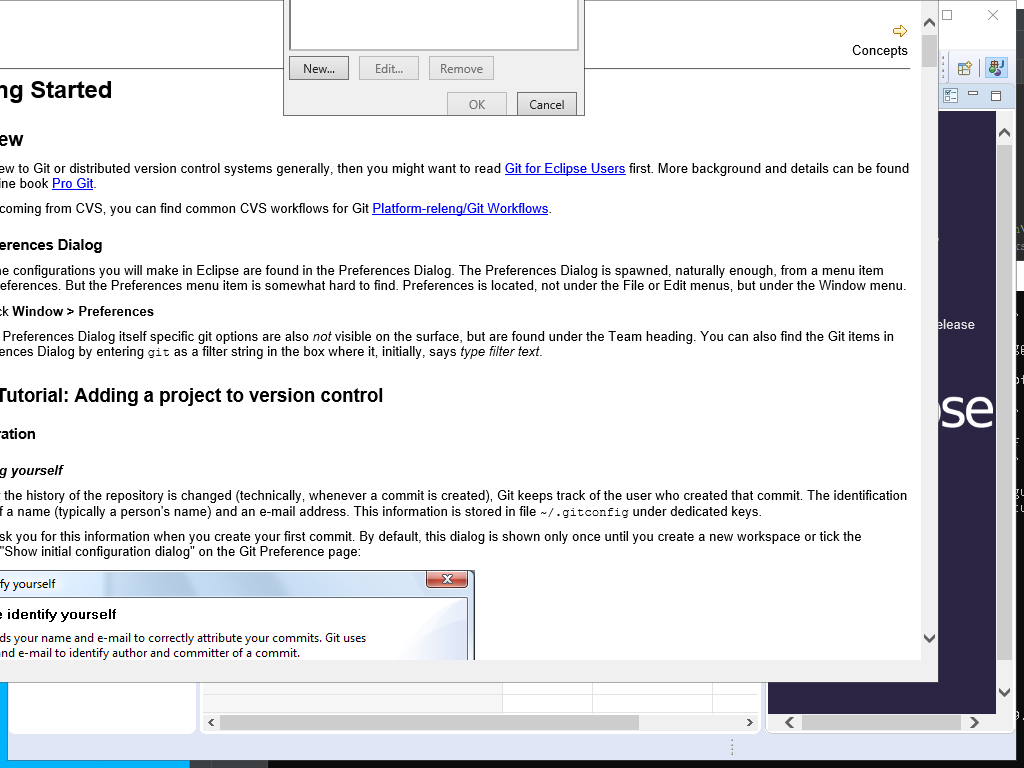 Concepts
New...
Edit...
Remove
OK
Cancel
ng Started
ew
ew to Git or distributed version control systems generally, then you might want to read Git for Eclipse Users first. More background and details can be found
ine book Pro Git.
coming from CVS, you can find common CVS workflows for Git Platform-releng/Git Workflows.
erences Dialog
e configurations you will make in Eclipse are found in the Preferences Dialog. The Preferences Dialog is spawned, naturally enough, from a menu item
eferences. But the Preferences menu item is somewhat hard to find. Preferences is located, not under the File or Edit menus, but under the Window menu.
ck Window > Preferences
Preferences Dialog itself specific git options are also not visible on the surface, but are found under the Team heading. You can also find the Git items in
ences Dialog by entering git as a filter string in the box where it, initially, says type filter text.
elease
Tutorial: Adding a project to version control
ose
ration
g yourself
the history of the repository is changed (technically, whenever a commit is created), Git keeps track of the user who created that commit. The identification
f a name (typically a person's name) and an e-mail address. This information is stored in file ~/.gitconfig under dedicated keys.
sk you for this information when you create your first commit. By default, this dialog is shown only once until you create a new workspace or tick the
"Show initial configuration dialog" on the Git Preference page:
fy yourself
e identify yourself
ds your name and e-mail to correctly attribute your commits. Git uses
nd e-mail to identify author and committer of a commit.